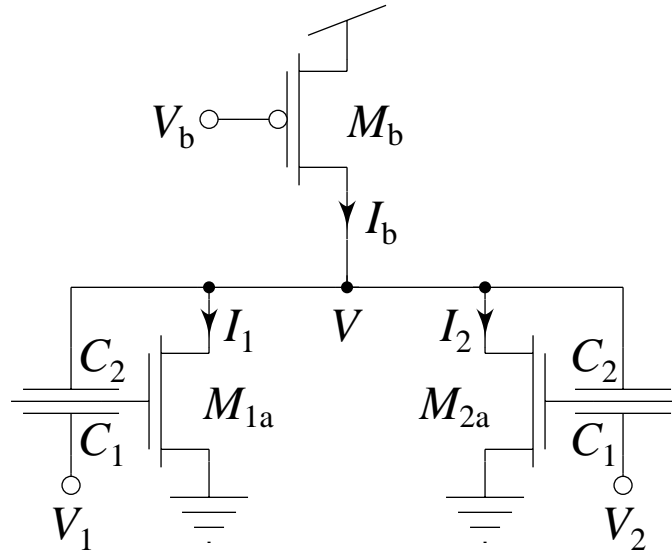 V_b
M_b
I_b
I_1 V I_2
C_2 C_2
M_1a M_2a
C_1 C_1
V_1 V_2